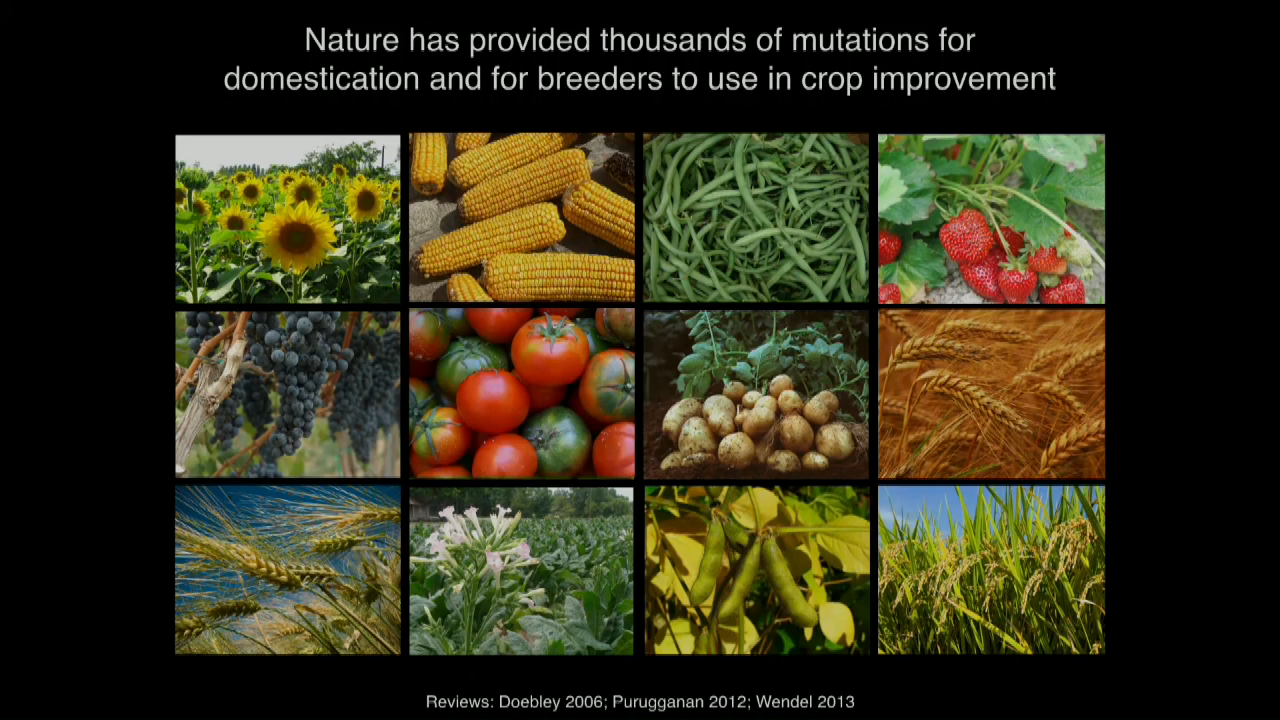 Nature has provided thousands of mutations for
domestication and for breeders to use in crop improvement
Reviews: Doebley 2006; Purugganan 2012; Wendel 2013